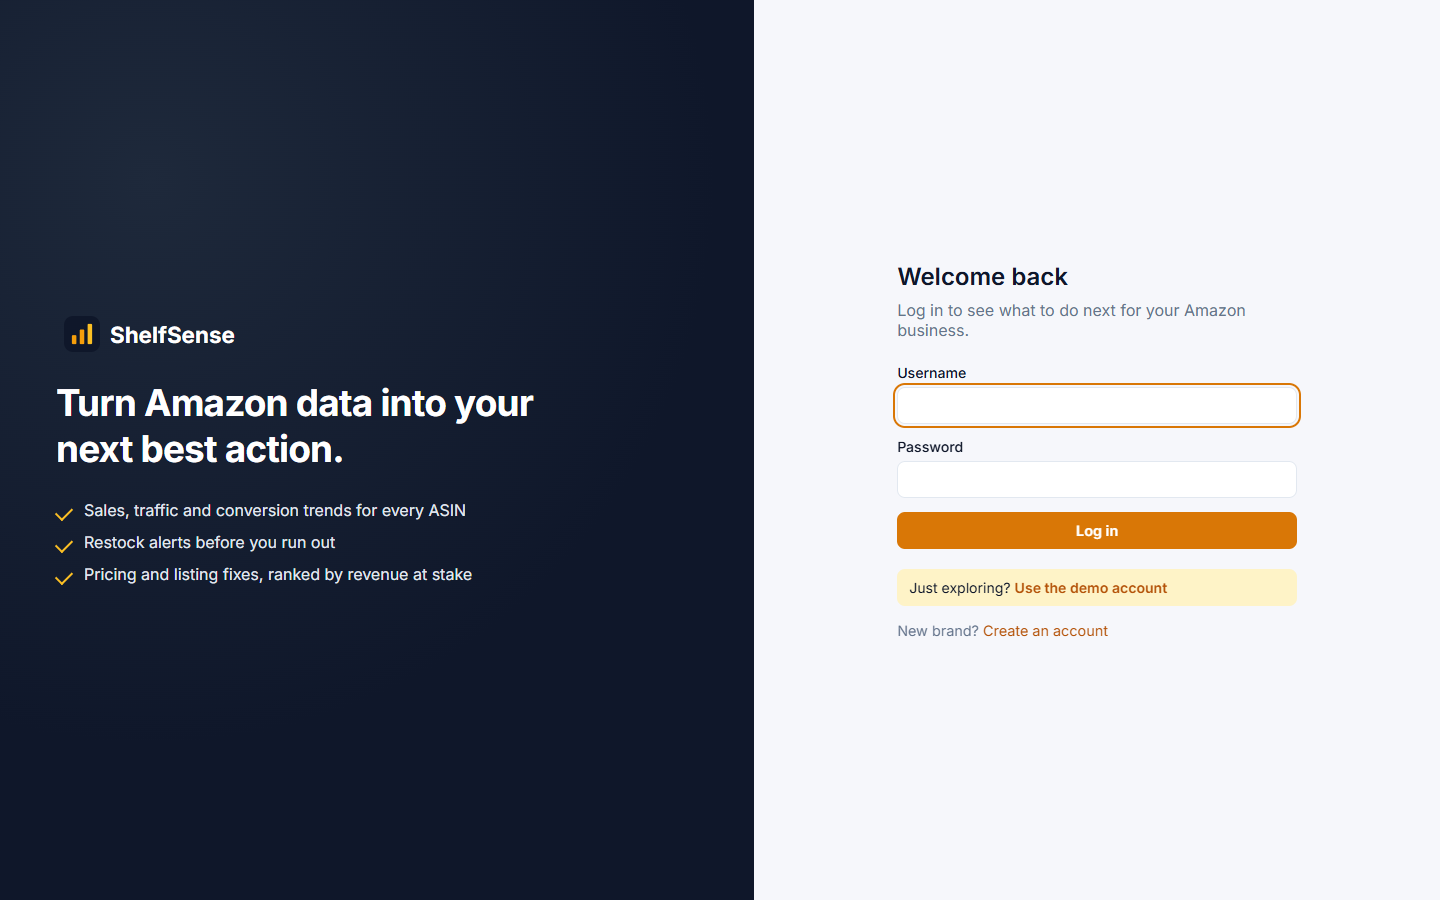 ShelfSense
Turn Amazon data into your
next best action.
Sales, traffic and conversion trends for every ASIN
Restock alerts before you run out
Pricing and listing fixes, ranked by revenue at stake
Welcome back
Log in to see what to do next for your Amazon
business.
Username
Password
Log in
Just exploring? Use the demo account
New brand? Create an account